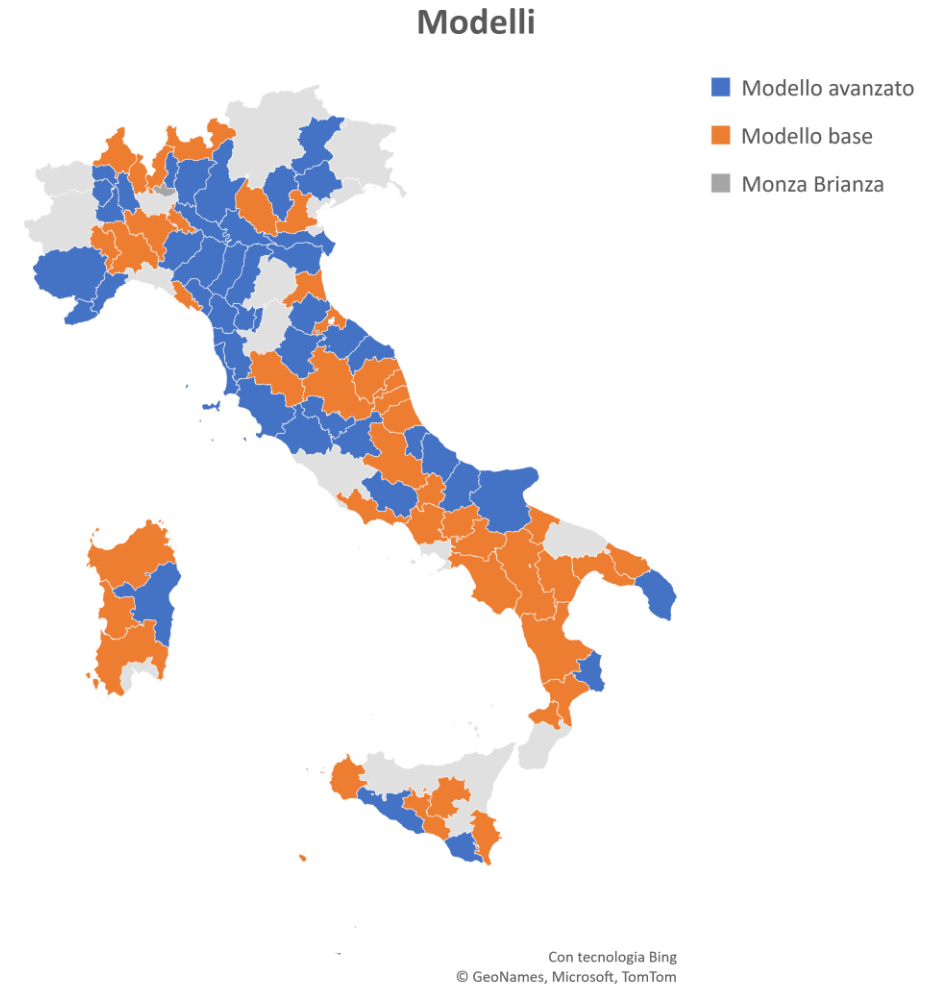 Modelli
Modello avanzato
Modello base
Monza Brianza
Con tecnologia Bing
© GeoNames, Microsoft, TomTom